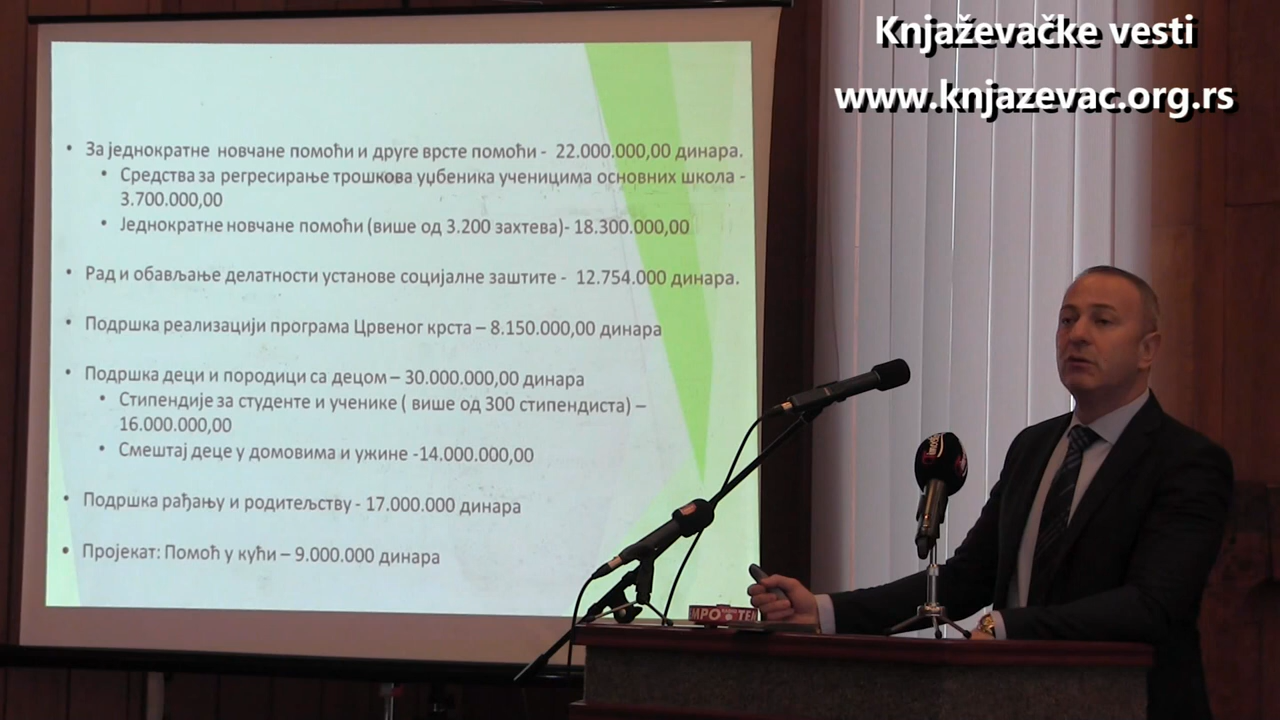 Knjaževačke vesti
www.knjazevac.org.rs
• За једнократне новчане помоћи и друге врсте помоћи - 22.000.000,00 динара.
• Средства за регресирање трошкова уџбеника ученицима основних школа -
3.700.000,00
• Једнократне новчане помоћи (више од 3.200 захтева)- 18.300.000,00
• Рад и обављање делатности установе социјалне заштите - 12.754.000 динара.
• Подршка реализацији програма Црвеног крста – 8.150.000,00 динара
• Подршка деци и породици са децом – 30.000.000,00 динара
• Стипендије за студенте и ученике ( више од 300 стипендиста) –
16.000.000,00
• Смештај деце у домовима и ужине -14.000.000,00
• Подршка рађању и родитељству - 17.000.000 динара
• Пројекат: Помоћ у кући – 9.000.000 динара